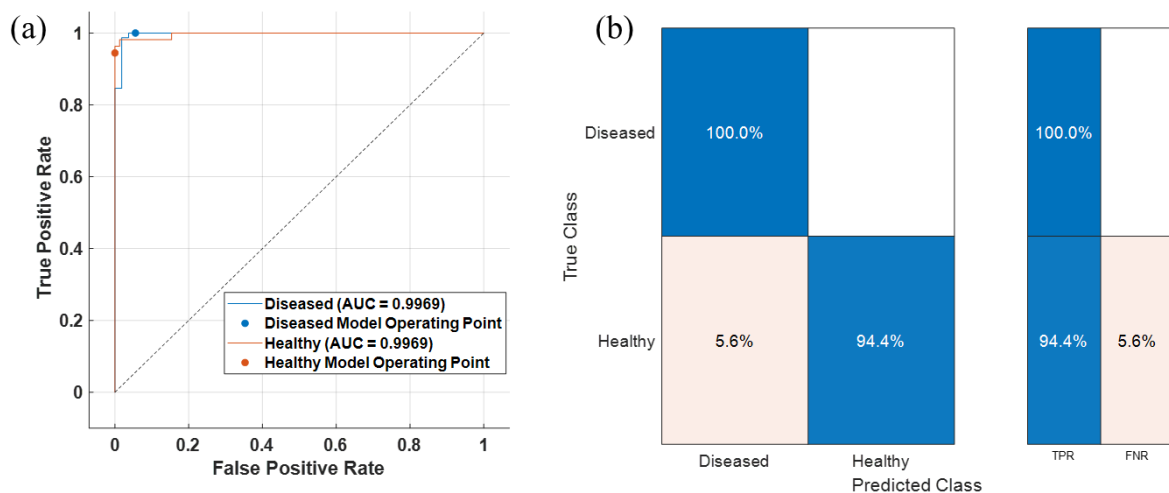 (a)
1
0.8
0.6
0.4
0.2
0
True Positive Rate
Diseased (AUC = 0.9969)
Diseased Model Operating Point
Healthy (AUC = 0.9969)
Healthy Model Operating Point
0 0.2 0.4 0.6 0.8 1
False Positive Rate
(b)
True Class
Diseased 100.0% 100.0%
Healthy 5.6% 94.4% 94.4% 5.6%
Diseased Healthy TPR FNR
Predicted Class